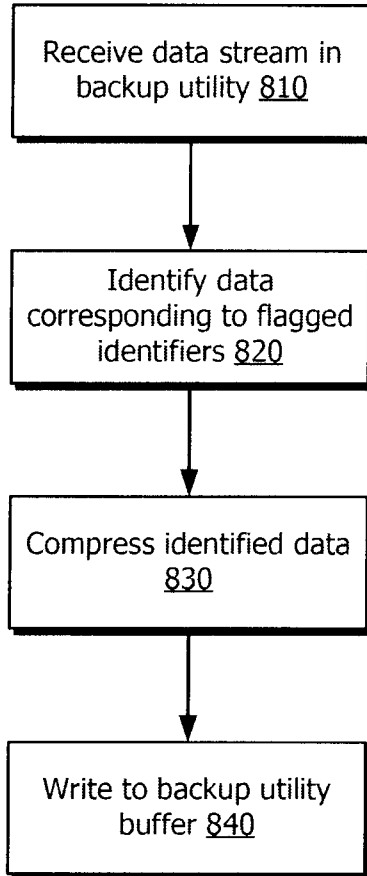 Receive data stream in
backup utility 810
Identify data
corresponding to flagged
identifiers 820
Compress identified data
830
Write to backup utility
buffer 840